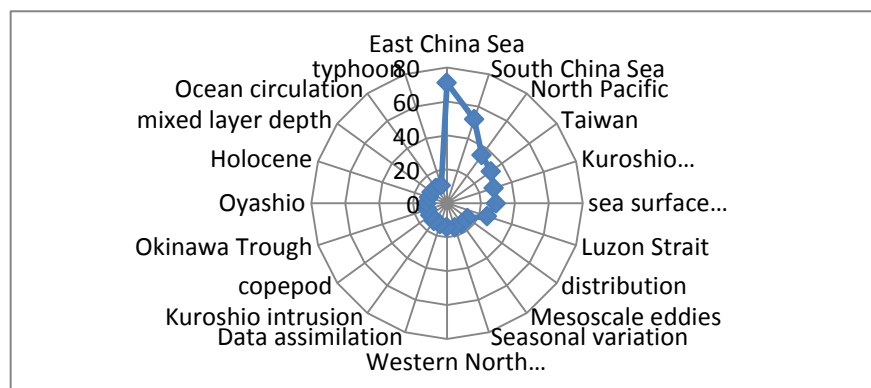 East China Sea
South China Sea
North Pacific
Taiwan
Kuroshio...
sea surface...
Luzon Strait
distribution
Mesoscale eddies
Seasonal variation
Western North...
Data assimilation
Kuroshio intrusion
copepod
Okinawa Trough
Oyashio
Holocene
mixed layer depth
Ocean circulation
typhoon
80
60
40
20
0